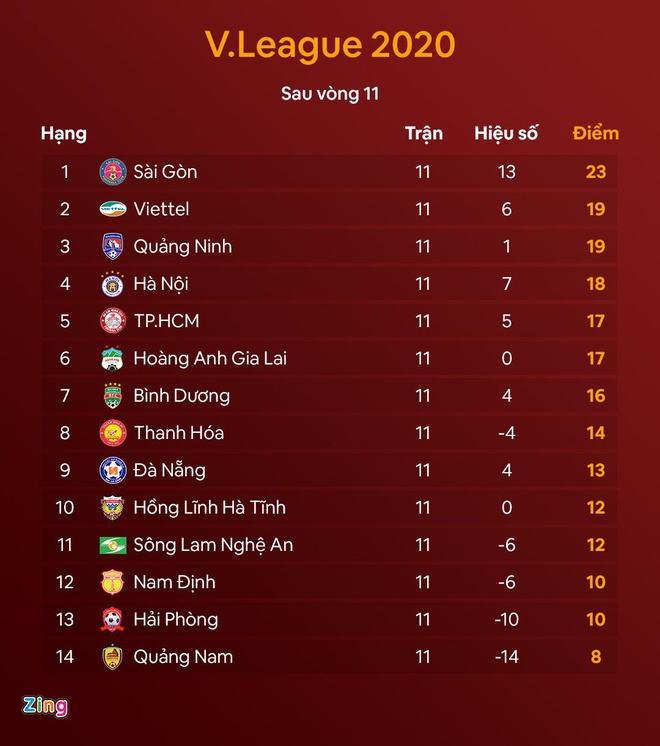 V.League 2020
Sau vòng 11
Hạng Trận Hiệu số Điểm
1 Sài Gòn 11 13 23
2 Viettel 11 6 19
3 Quảng Ninh 11 1 19
4 Hà Nội 11 7 18
5 TP.HCM 11 5 17
6 Hoàng Anh Gia Lai 11 0 17
7 Bình Dương 11 4 16
8 Thanh Hóa 11 -4 14
9 Đà Nẵng 11 4 13
10 Hồng Lĩnh Hà Tĩnh 11 0 12
11 Sông Lam Nghệ An 11 -6 12
12 Nam Định 11 -6 10
13 Hải Phòng 11 -10 10
14 Quảng Nam 11 -14 8
Zing